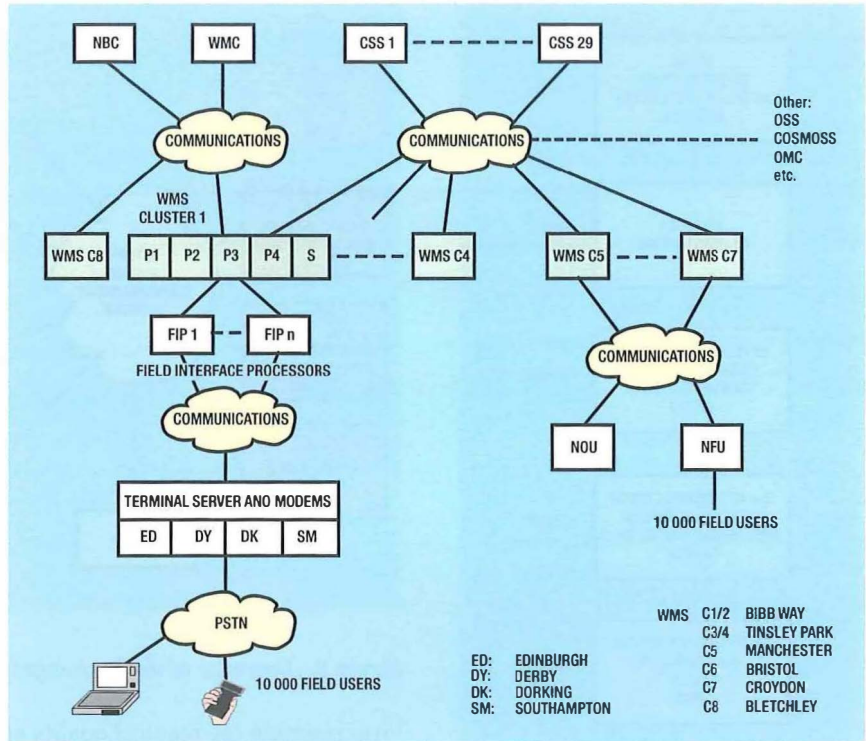 NBC
WMC
CSS 1
CSS 29
COMMUNICATIONS
COMMUNICATIONS
Other:
OSS
COSMOSS
OMC
etc.
WMS
CLUSTER 1
WMS C8
P1
P2
P3
P4
S
WMS C4
WMS C5
WMS C7
FIP 1
FIP n
FIELD INTERFACE PROCESSORS
COMMUNICATIONS
COMMUNICATIONS
NOU
NFU
10 000 FIELD USERS
TERMINAL SERVER ANO MODEMS
ED
DY
DK
SM
PSTN
10 000 FIELD USERS
ED: EDINBURGH
DY: DERBY
DK: DORKING
SM: SOUTHAMPTON
WMS C1/2 BIBB WAY
C3/4 TINSLEY PARK
C5 MANCHESTER
C6 BRISTOL
C7 CROYDON
C8 BLETCHLEY